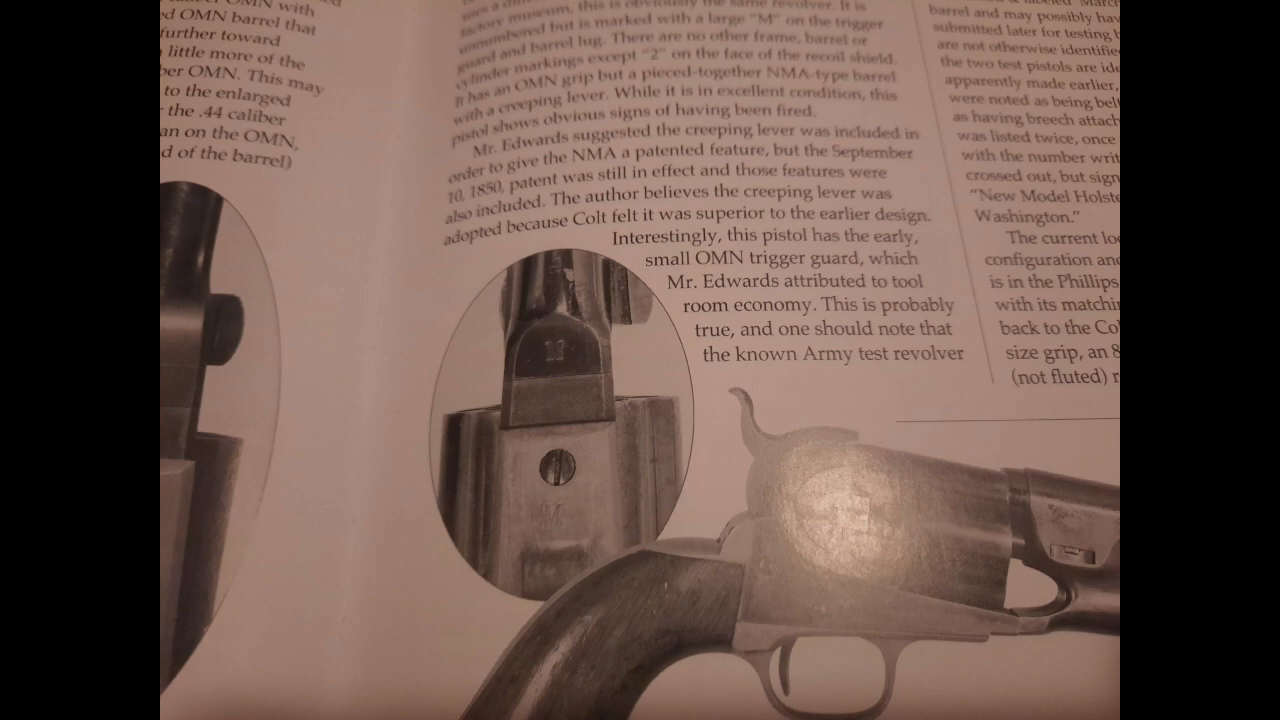 OMN with
ed OMN barrel that
further toward
little more of the
ber OMN. This may
to the enlarged
the .44 caliber
an on the OMN,
d of the barrel)
this is obviously the same revolver. It is
factory museum,
unnumbered but is marked with a large "M" on the trigger
guard and barrel lug. There are no other frame, barrel or
cylinder markings except "2" on the face of the recoil shield.
It has an OMN grip but a pieced-together NMA-type barrel
with a creeping lever. While it is in excellent condition, this
pistol shows obvious signs of having been fired.
Mr. Edwards suggested the creeping lever was included in
order to give the NMA a patented feature, but the September
10, 1850, patent was still in effect and those features were
also included. The author believes the creeping lever was
adopted because Colt felt it was superior to the earlier design.
Interestingly, this pistol has the early,
small OMN trigger guard, which
Mr. Edwards attributed to tool
room economy. This is probably
true, and one should note that
the known Army test revolver
M
barrel and may possibly hav
submitted later for testing b
are not otherwise identifie
the two test pistols are ide
apparently made earlier,
were noted as being bel
as having breech attach
was listed twice, once
with the number writ
crossed out, but sign
"New Model Holste
Washington."
The current loc
configuration and
is in the Phillips
with its matchin
back to the Col
size grip, an 8
(not fluted) r